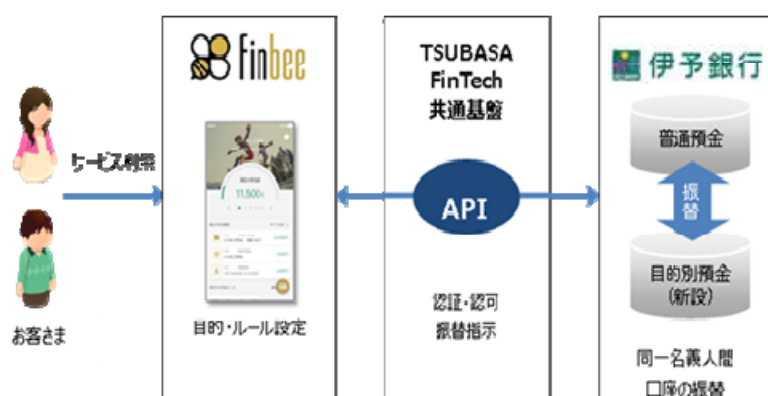 お客さま
サービス利用
finbee
11,500
目的・ルール設定
TSUBASA
FinTech
共通基盤
API
認証・認可
振替指示
伊予銀行
普通預金
振替
目的別預金
(新設)
同一名義人間
口座の振替